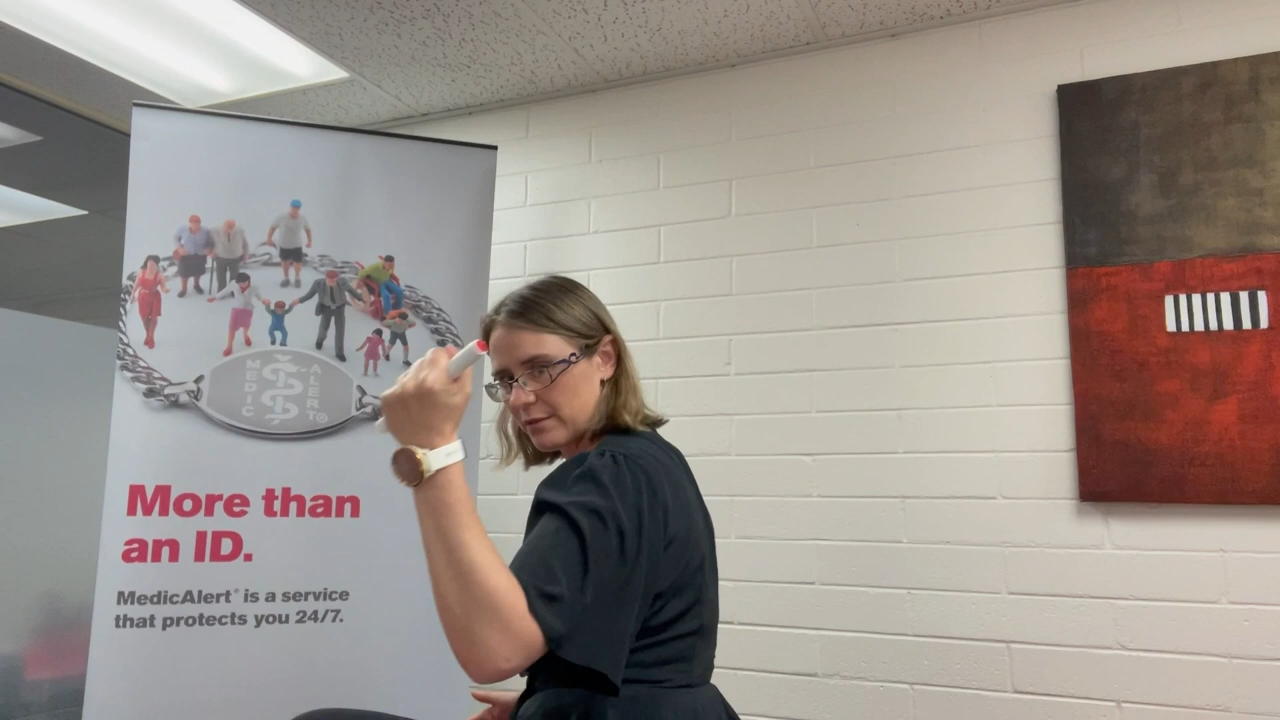 MEDIC ALERT®
More than
an ID.
MedicAlert® is a service
that protects you 24/7.